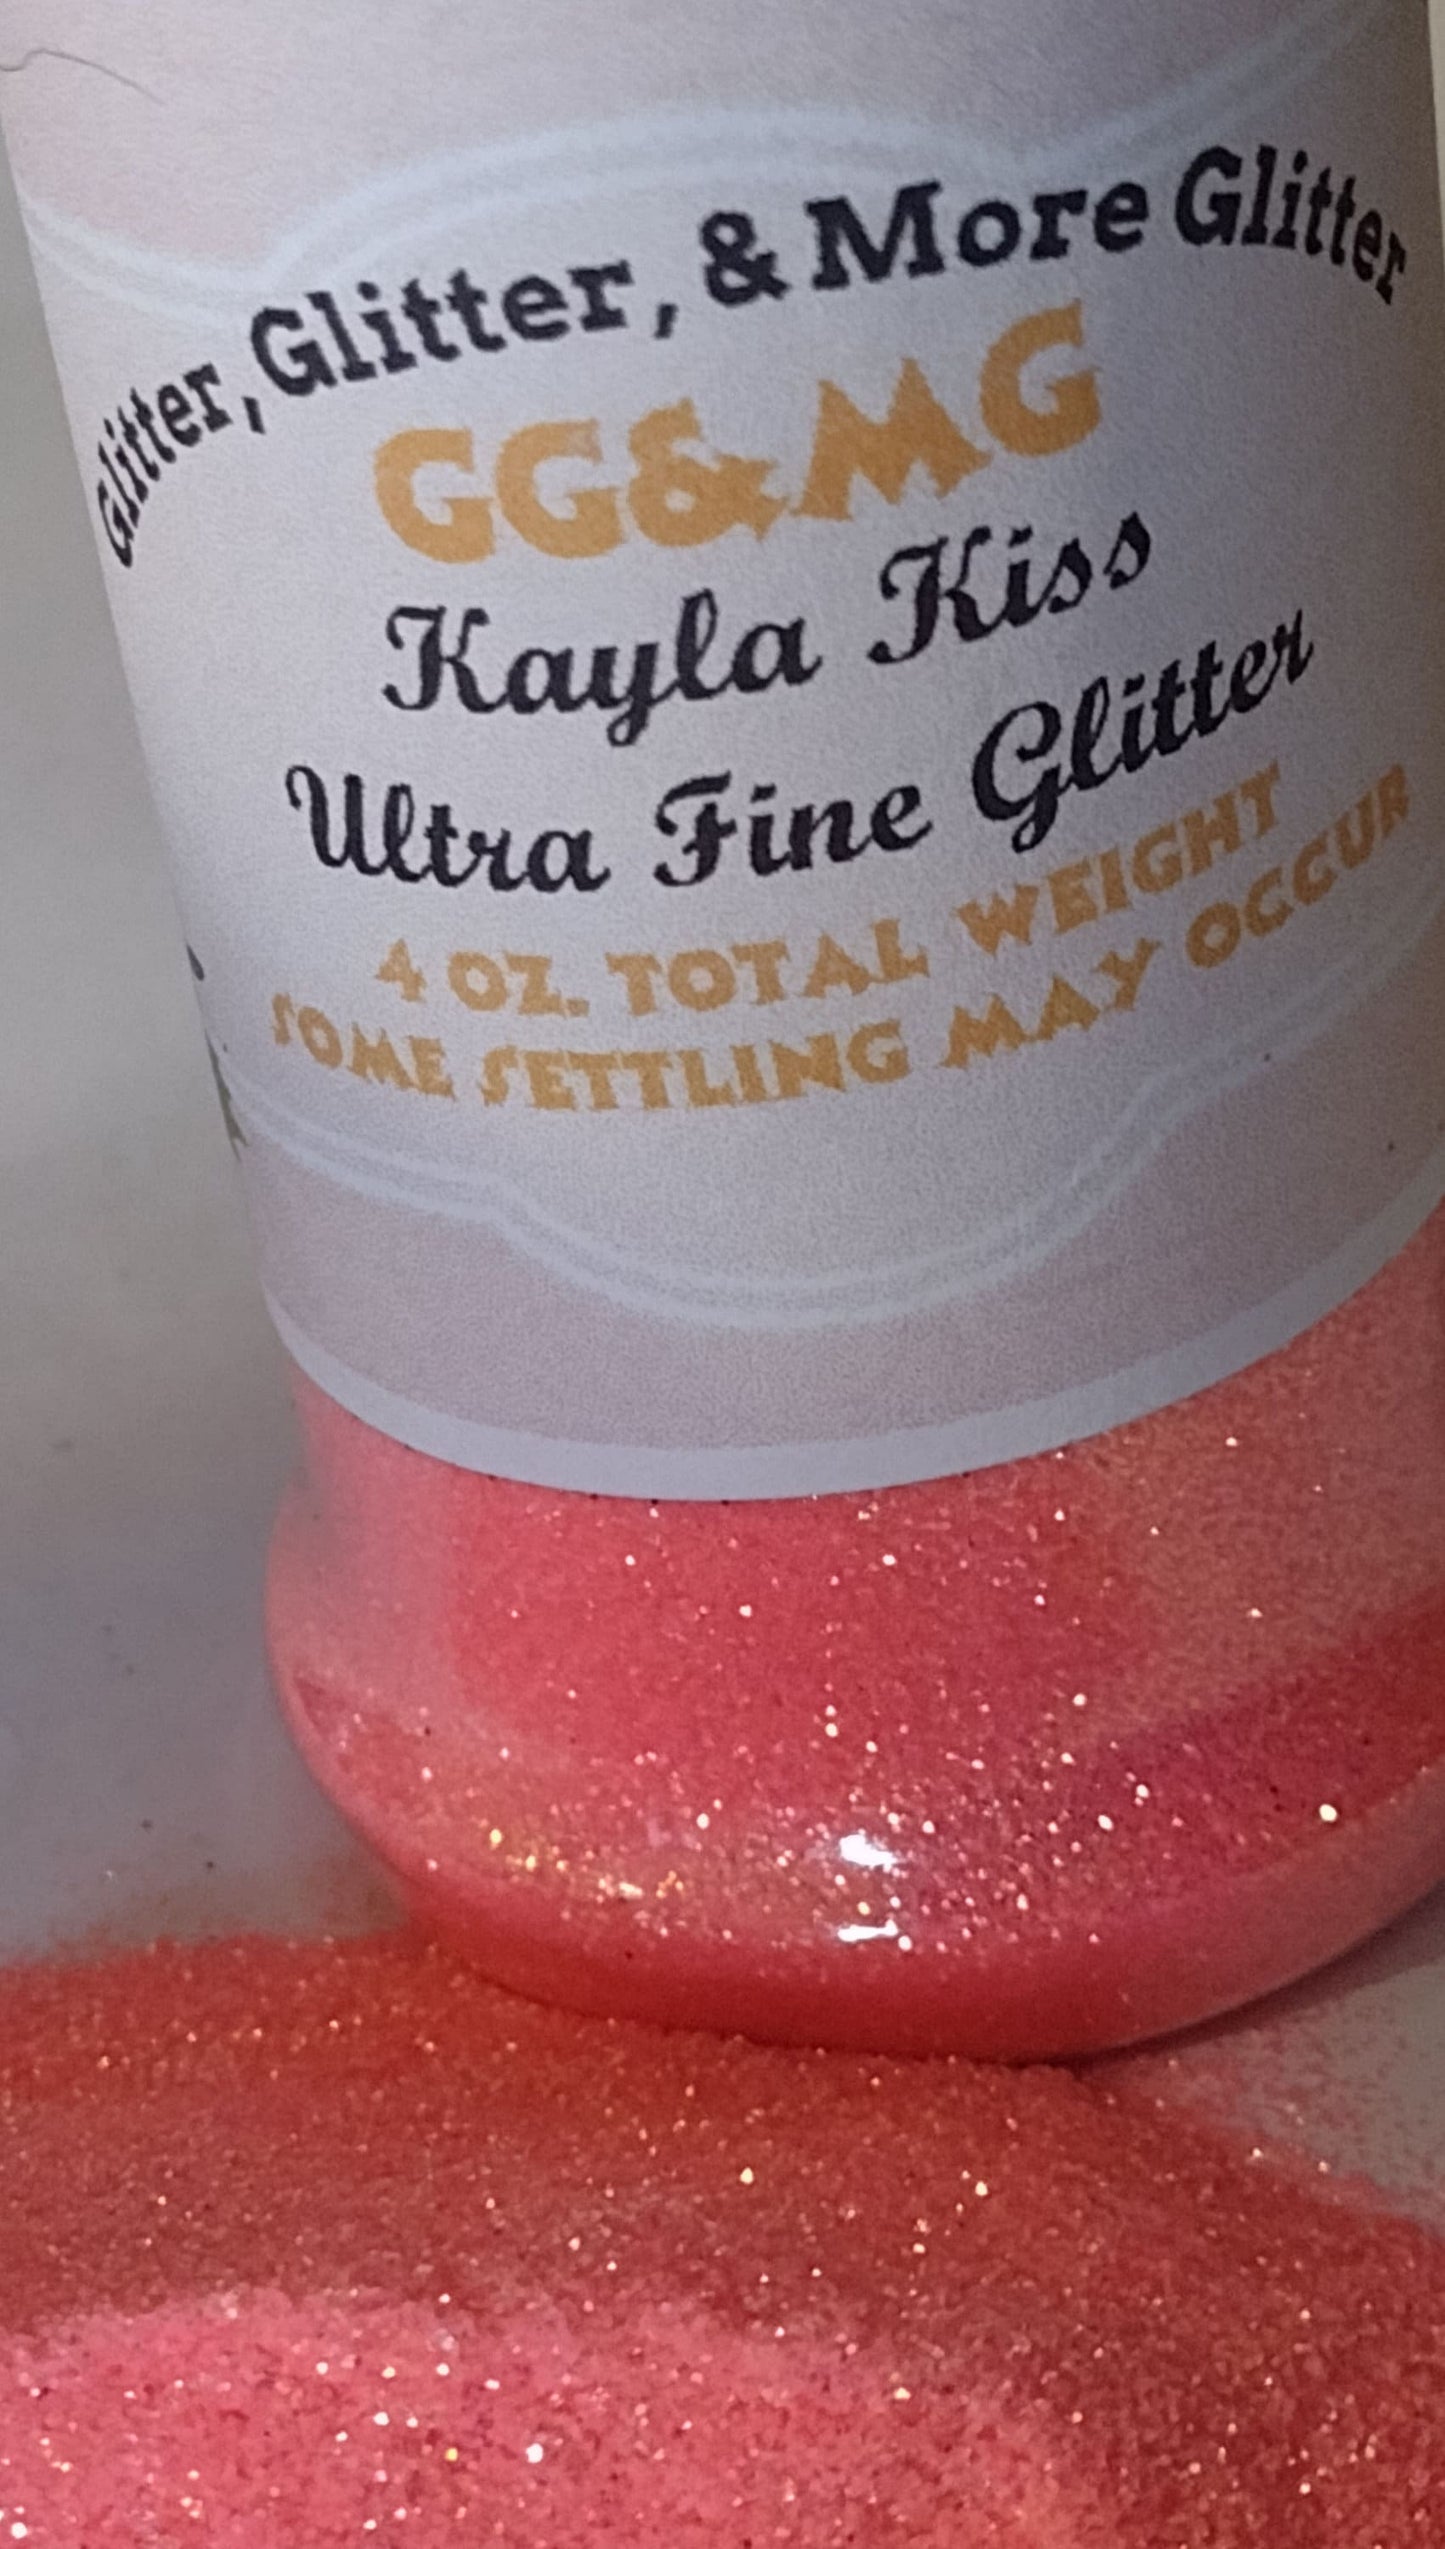 Glitter, Glitter, & More Glitter
GG&MG
Kayla Kiss
Ultra Fine Glitter
4 OZ. TOTAL WEIGHT
SOME SETTLING MAY OCCUR